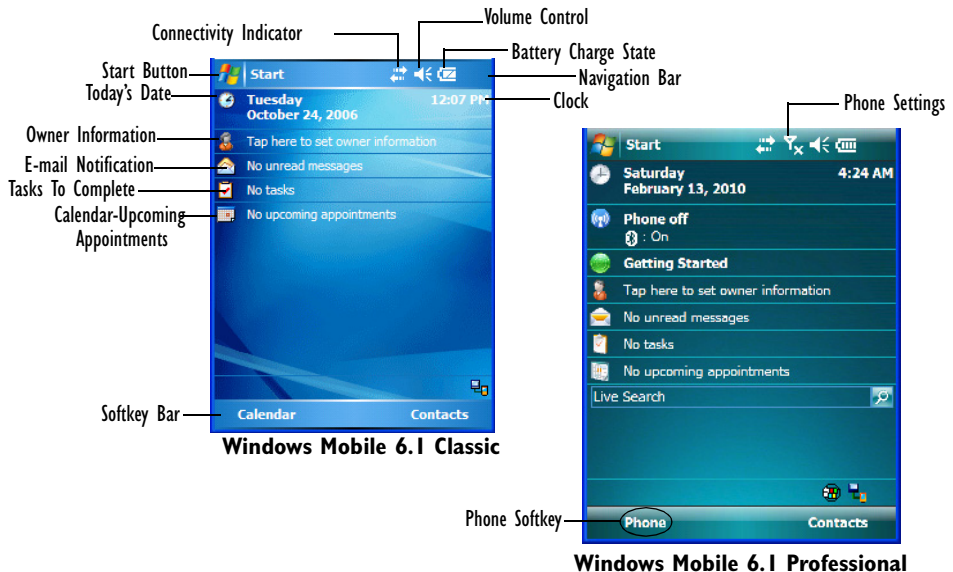 Connectivity Indicator
Volume Control
Battery Charge State
Navigation Bar
Clock
Start Button
Today's Date
Owner Information
E-mail Notification
Tasks To Complete
Calendar-Upcoming
Appointments
Softkey Bar
Start
Tuesday
October 24, 2006
12:07 PM
Tap here to set owner information
No unread messages
No tasks
No upcoming appointments
Calendar
Contacts
Windows Mobile 6.1 Classic
Phone Settings
Start
Saturday
February 13, 2010
4:24 AM
Phone off
: On
Getting Started
Tap here to set owner information
No unread messages
No tasks
No upcoming appointments
Live Search
Phone Softkey
Phone
Contacts
Windows Mobile 6.1 Professional